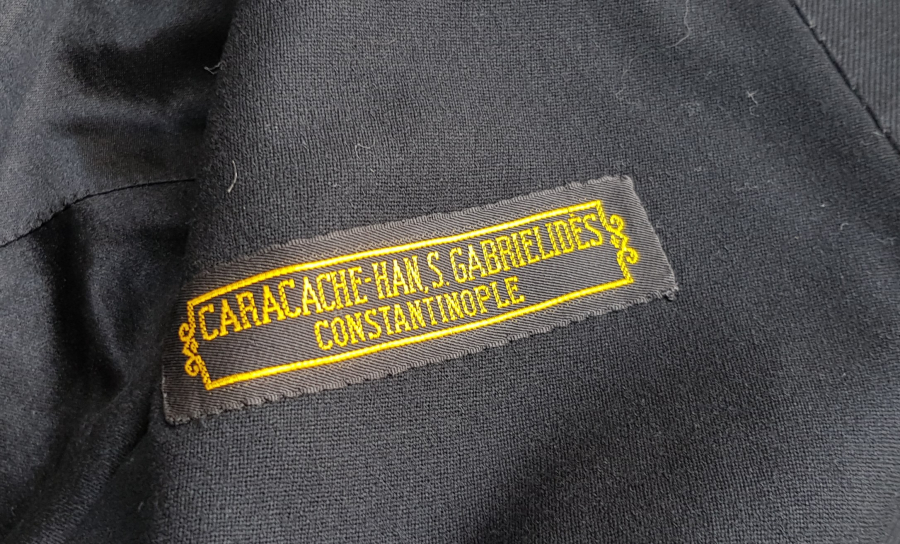 CARACACHE-HAN, S. GABRIELIDÈS
CONSTANTINOPLE